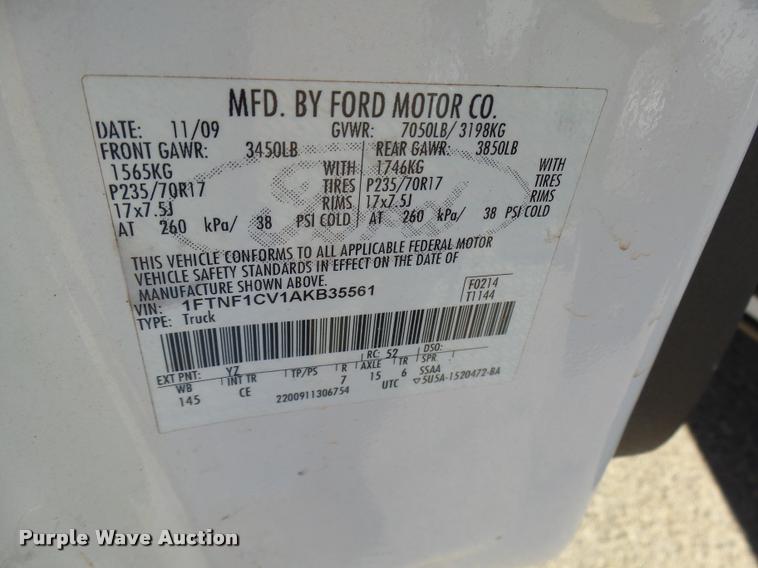 MFD. BY FORD MOTOR CO.
DATE: 11/09 GVWR: 7050LB/3198KG
FRONT GAWR: 3450LB REAR GAWR: 3850LB
1565KG WITH 1746KG WITH
P235/70R17 TIRES P235/70R17 TIRES
17x7.5J RIMS 17x7.5J RIMS
AT 260 kPa/ 38 PSI COLD AT 260 kPa/ 38 PSI COLD
THIS VEHICLE CONFORMS TO ALL APPLICABLE FEDERAL MOTOR
VEHICLE SAFETY STANDARDS IN EFFECT ON THE DATE OF
MANUFACTURE SHOWN ABOVE.
VIN: 1FTNF1CV1AKB35561 F0214
TYPE: Truck T1144
EXT PNT: YZ RC: 52 DSO:
WB INT TR TP/PS R AXLE TR SPR
145 CE 7 15 6 SSAA
2200911306754 UTC ▽5U5A-1520472-BA
Ford
Purple Wave Auction